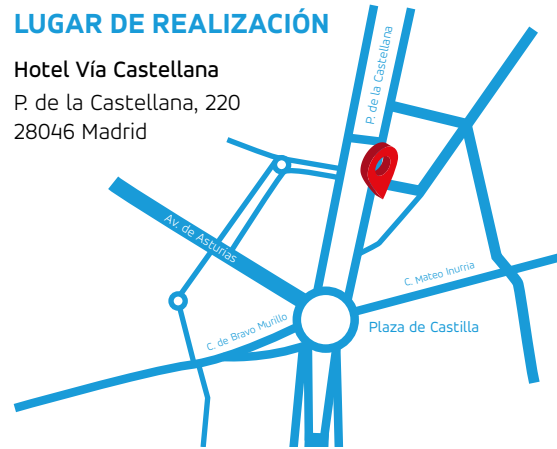 LUGAR DE REALIZACIÓN
Hotel Vía Castellana
P. de la Castellana, 220
28046 Madrid
P. de la Castellana
Av. de Asturias
C. Mateo Inurria
C. de Bravo Murillo
Plaza de Castilla